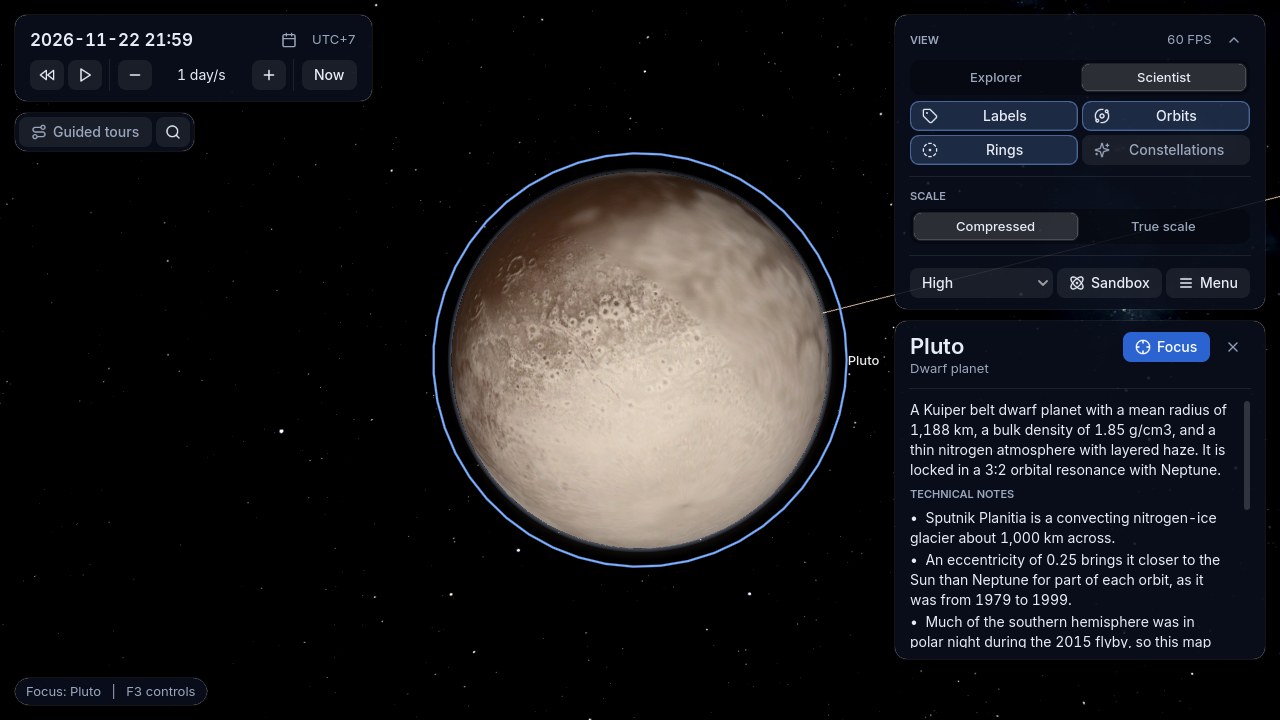 2026-11-22 21:59
UTC+7
1 day/s
Now
Guided tours
VIEW
60 FPS
Explorer
Scientist
Labels
Orbits
Rings
Constellations
SCALE
Compressed
True scale
High
Sandbox
Menu
Pluto
Pluto
Focus
Dwarf planet
A Kuiper belt dwarf planet with a mean radius of
1,188 km, a bulk density of 1.85 g/cm3, and a
thin nitrogen atmosphere with layered haze. It is
locked in a 3:2 orbital resonance with Neptune.
TECHNICAL NOTES
• Sputnik Planitia is a convecting nitrogen-ice
glacier about 1,000 km across.
• An eccentricity of 0.25 brings it closer to the
Sun than Neptune for part of each orbit, as it
was from 1979 to 1999.
• Much of the southern hemisphere was in
polar night during the 2015 flyby, so this map
Focus: Pluto | F3 controls